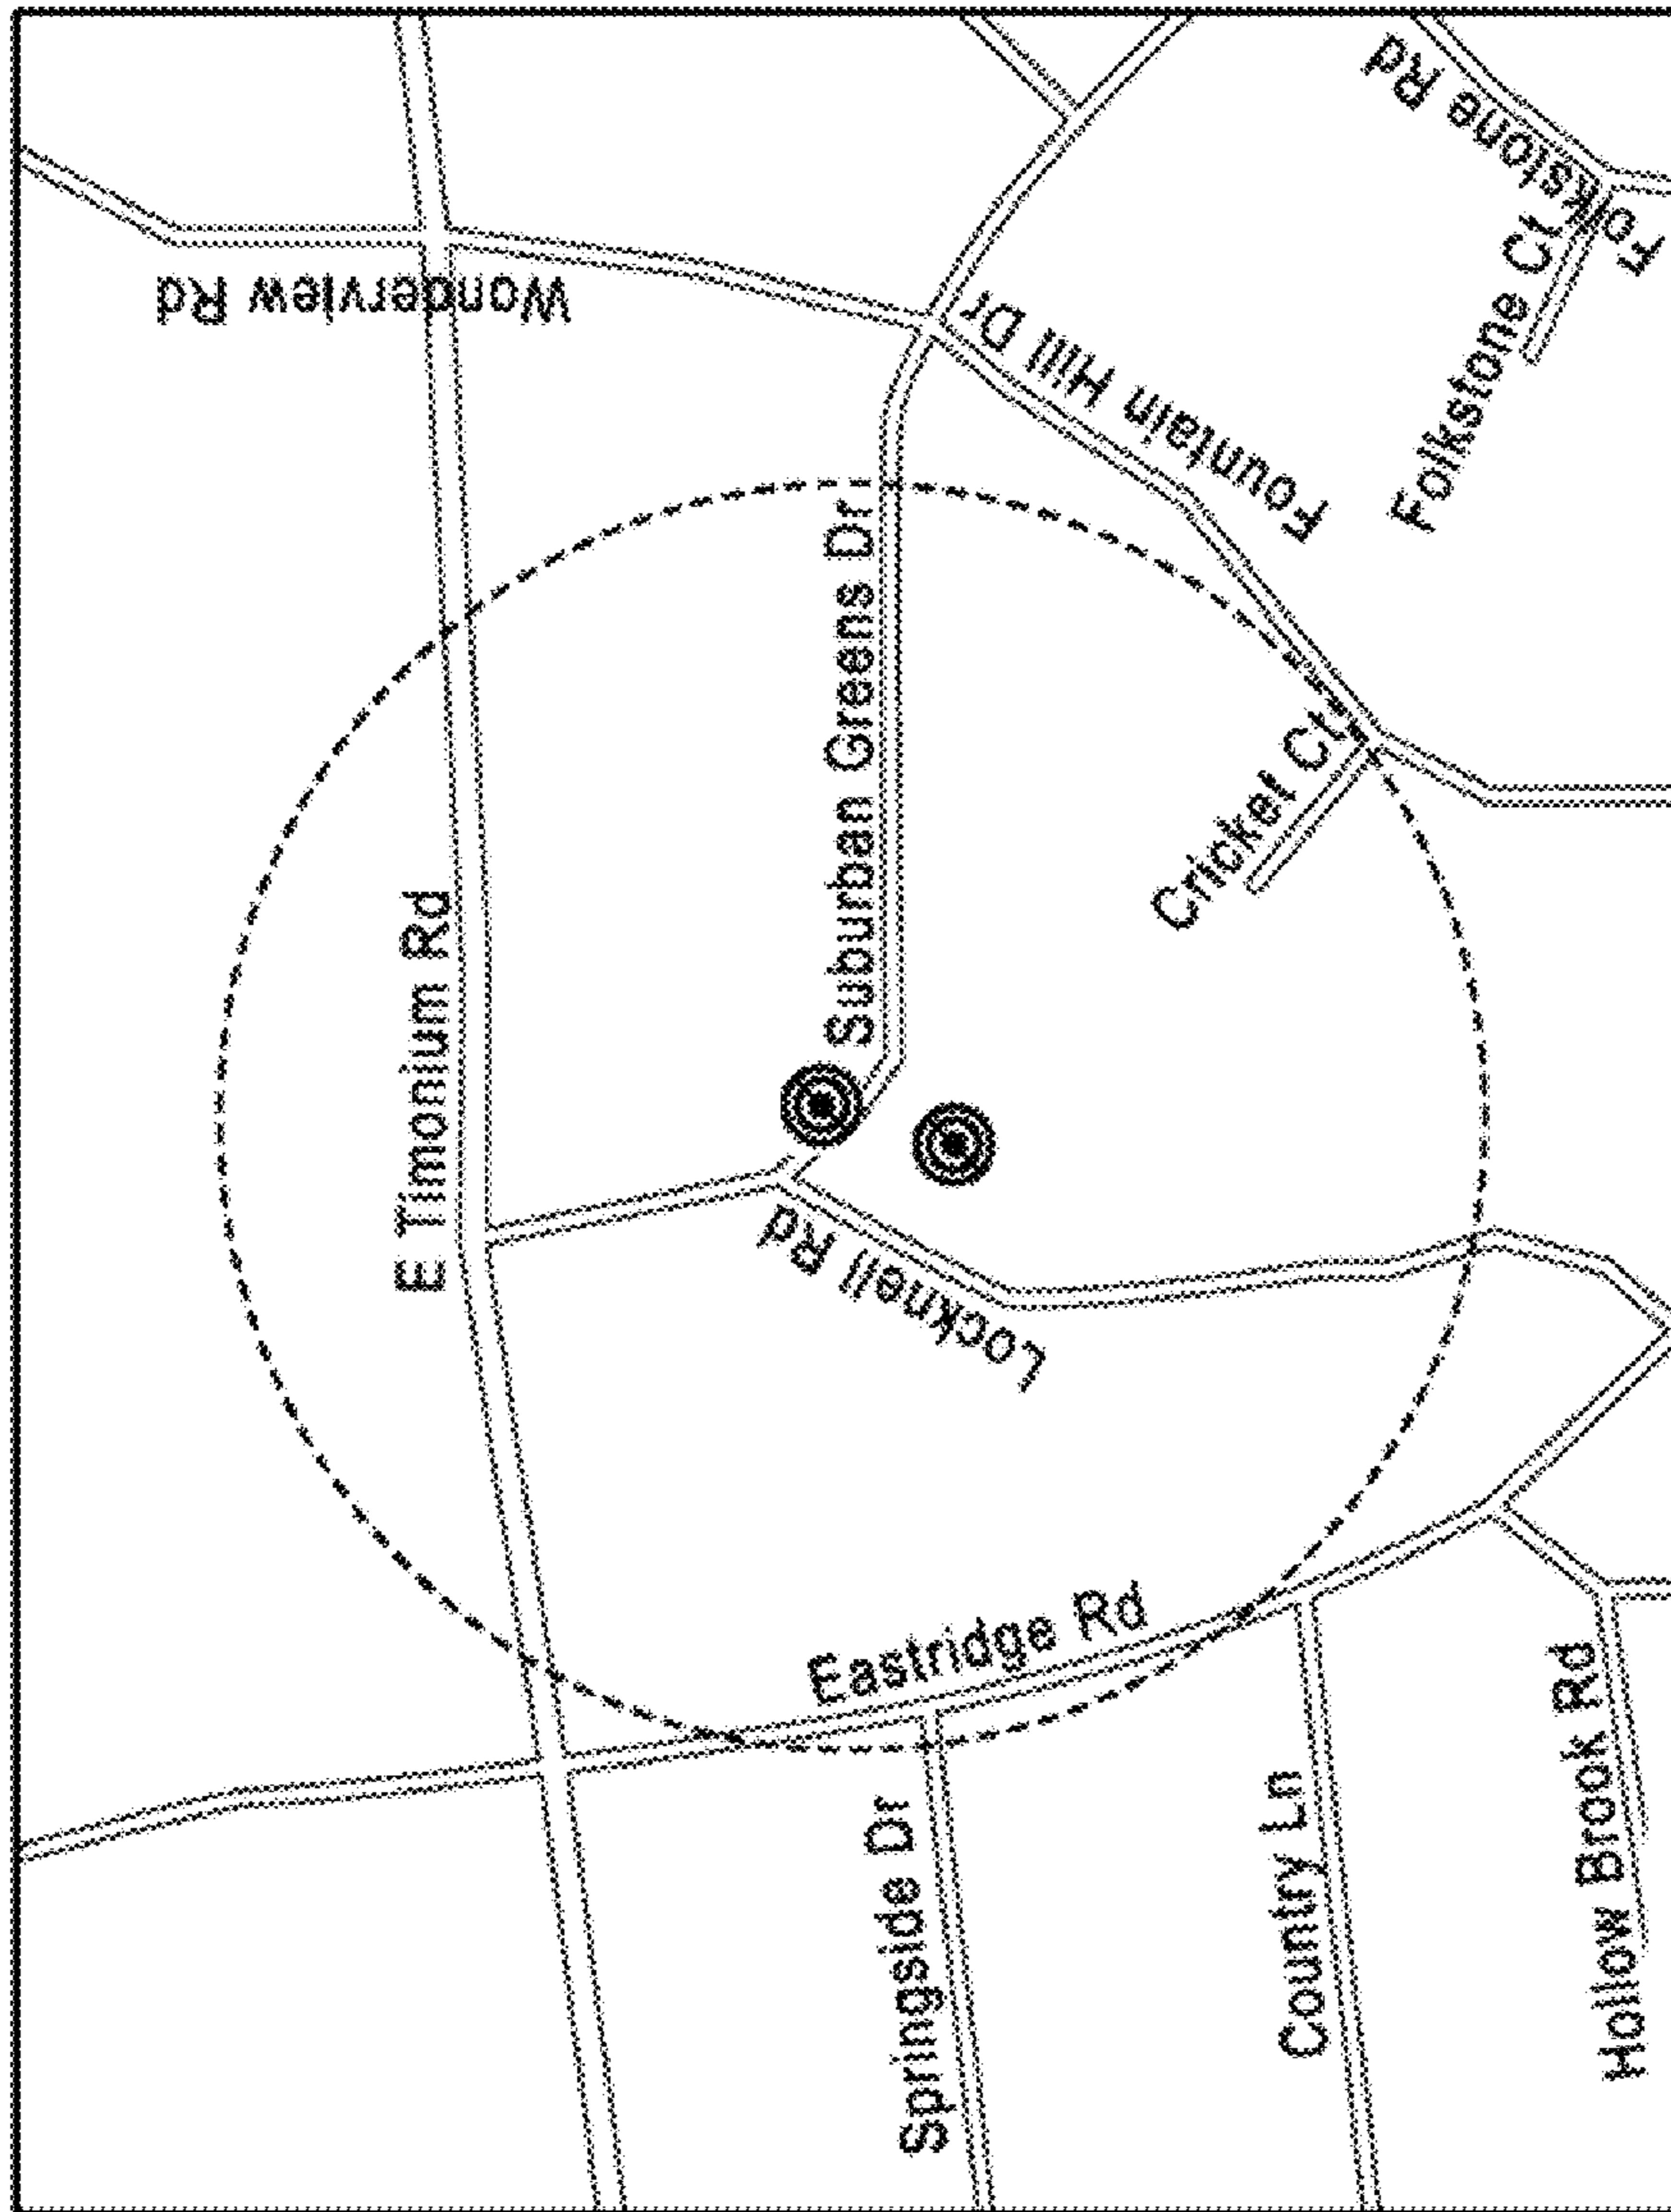 Wonderview Rd
E Timonium Rd
Suburban Greens Dr
Fountain Hill Dr
Folkstone Rd
Folkstone Ct
Cricket Ct
Locknell Rd
Eastridge Rd
Springside Dr
Country Ln
Hollow Brook Rd